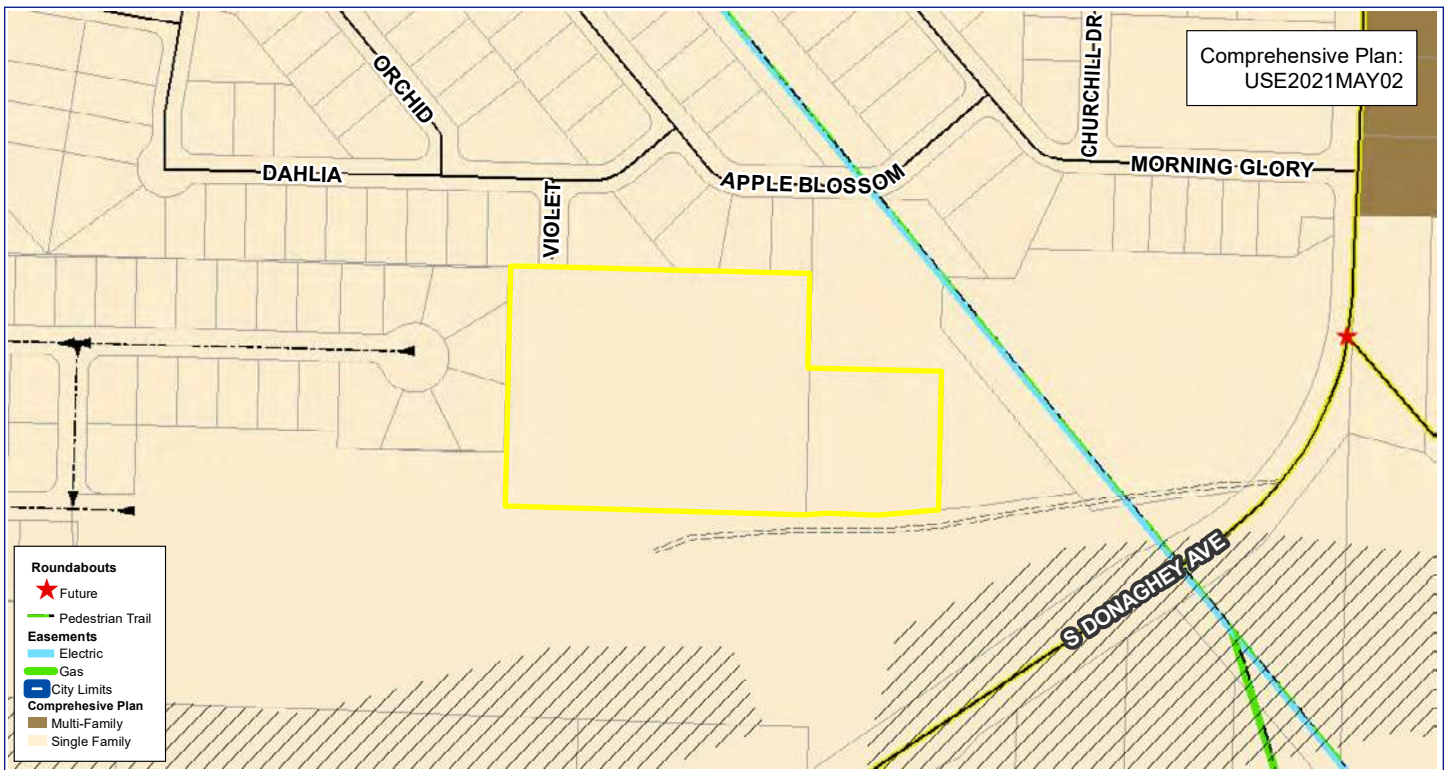 Comprehensive Plan:
USE2021MAY02
ORCHID
CHURCHILL DR
DAHLIA
VIOLET
APPLE BLOSSOM
MORNING GLORY
S DONAGHEY AVE
Roundabouts
Future
Pedestrian Trail
Easements
Electric
Gas
City Limits
Comprehesive Plan
Multi-Family
Single Family